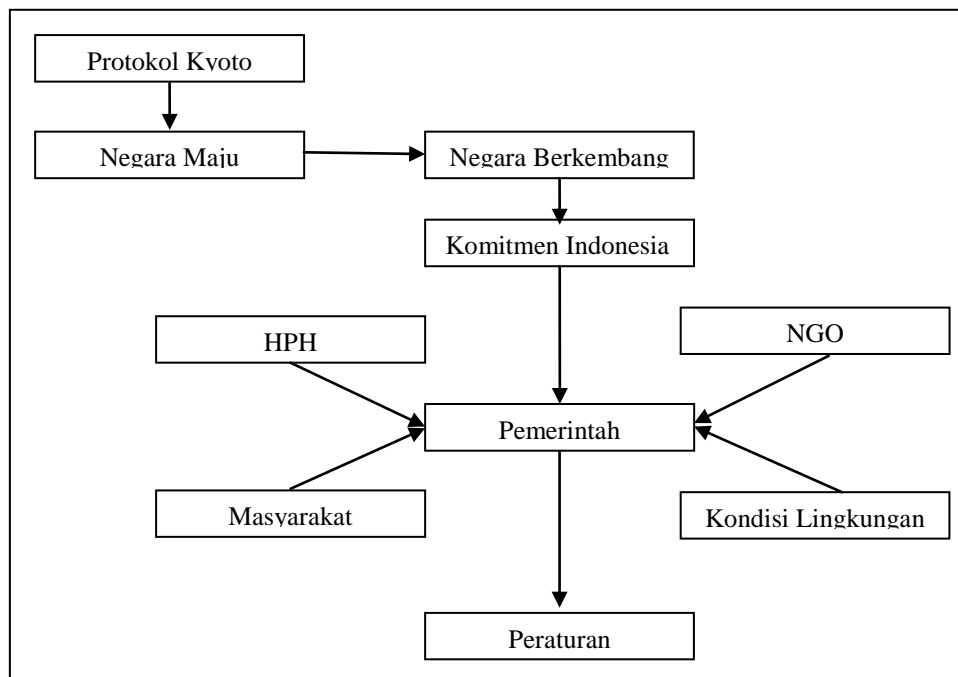 Protokol Kyoto
Negara Maju
Negara Berkembang
Komitmen Indonesia
HPH
NGO
Pemerintah
Masyarakat
Kondisi Lingkungan
Peraturan